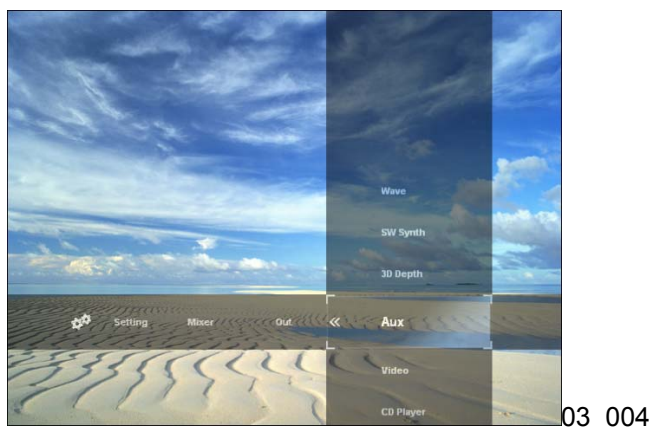 Wave
SW Synth
3D Depth
Setting Mixer Out « Aux
Video
CD Player
03 004